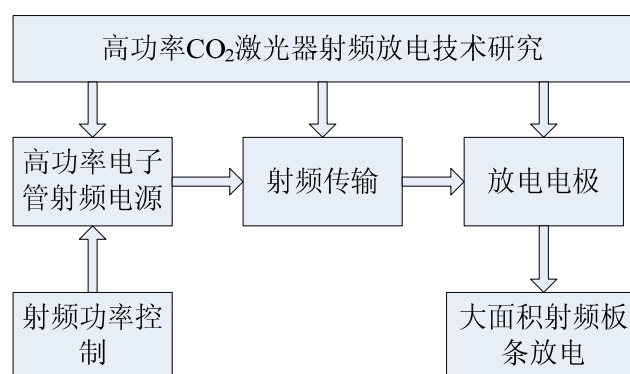 高功率CO₂激光器射频放电技术研究
高功率电子
管射频电源
射频传输
放电电极
射频功率控
制
大面积射频板
条放电